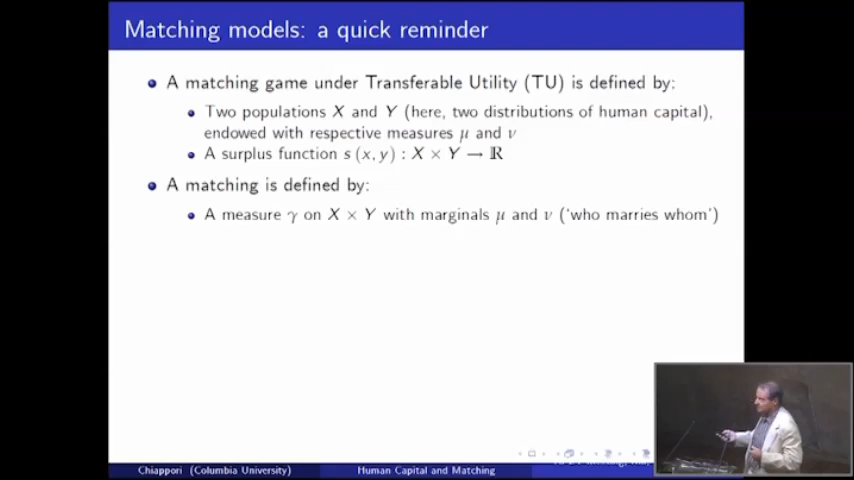 Matching models: a quick reminder
A matching game under Transferable Utility (TU) is defined by:
Two populations X and Y (here, two distributions of human capital),
endowed with respective measures μ and ν
A surplus function s (x, y) : X × Y → ℝ
A matching is defined by:
A measure γ on X × Y with marginals μ and ν ('who marries whom')
Chiappori (Columbia University)
Human Capital and Matching